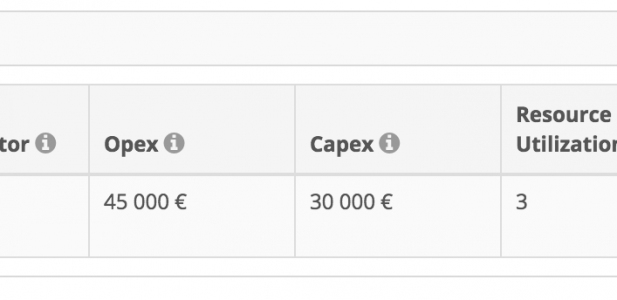 tor Opex Capex Resource
Utilization
45 000 € 30 000 € 3